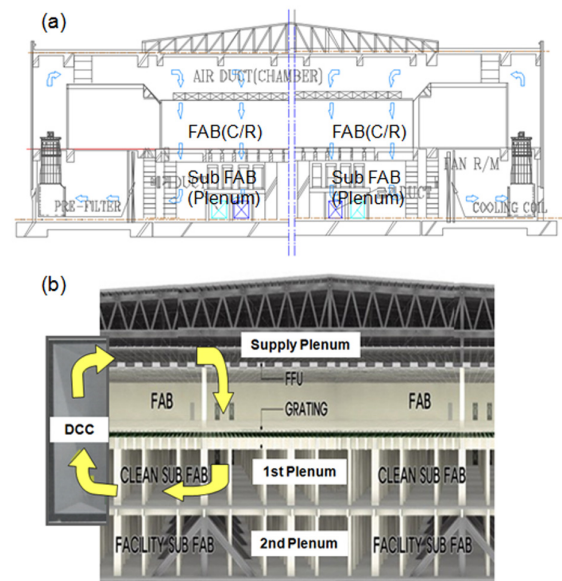 (a)
AIR DUCT(CHAMBER)
FAB(C/R)
FAB(C/R)
FAN R/M
Sub FAB
(Plenum)
Sub FAB
(Plenum)
PRE-FILTER
COOLING COIL
(b)
Supply Plenum
FFU
FAB
FAB
GRATING
DCC
1st Plenum
CLEAN SUB FAB
CLEAN SUB FAB
2nd Plenum
FACILITY SUB FAB
FACILITY SUB FAB